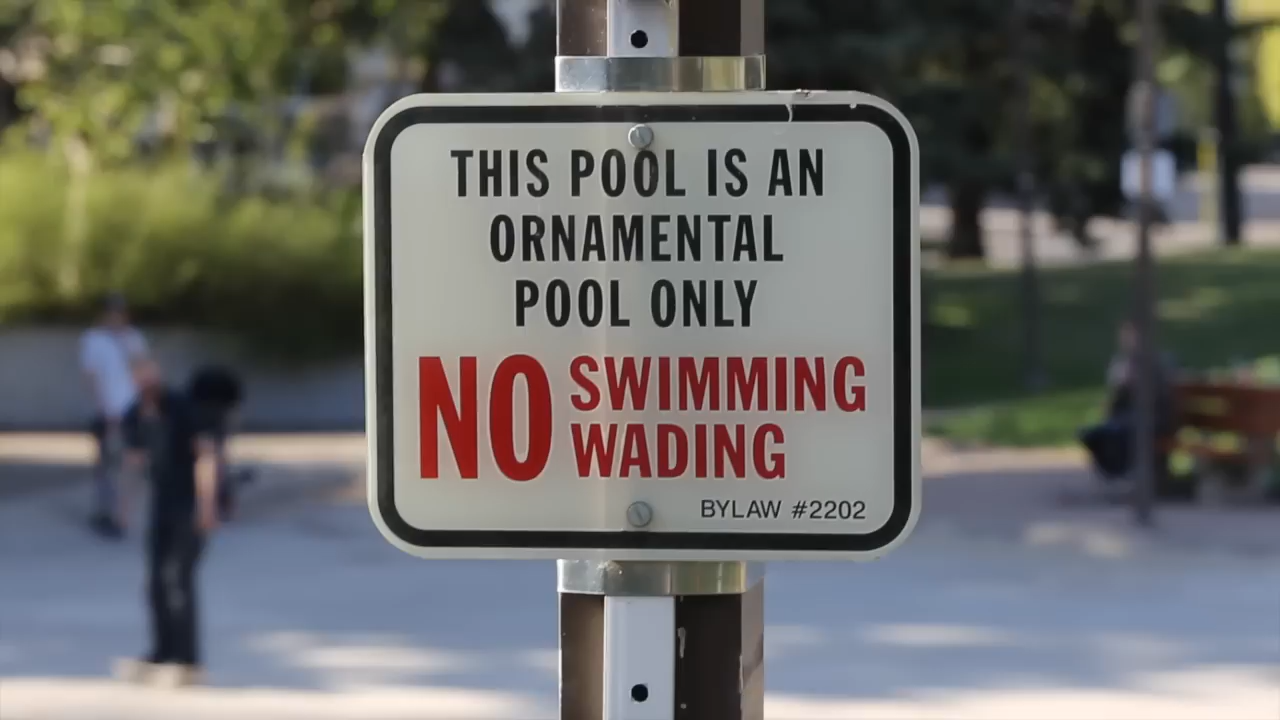 THIS POOL IS AN
ORNAMENTAL
POOL ONLY
NO SWIMMING
WADING
BYLAW #2202